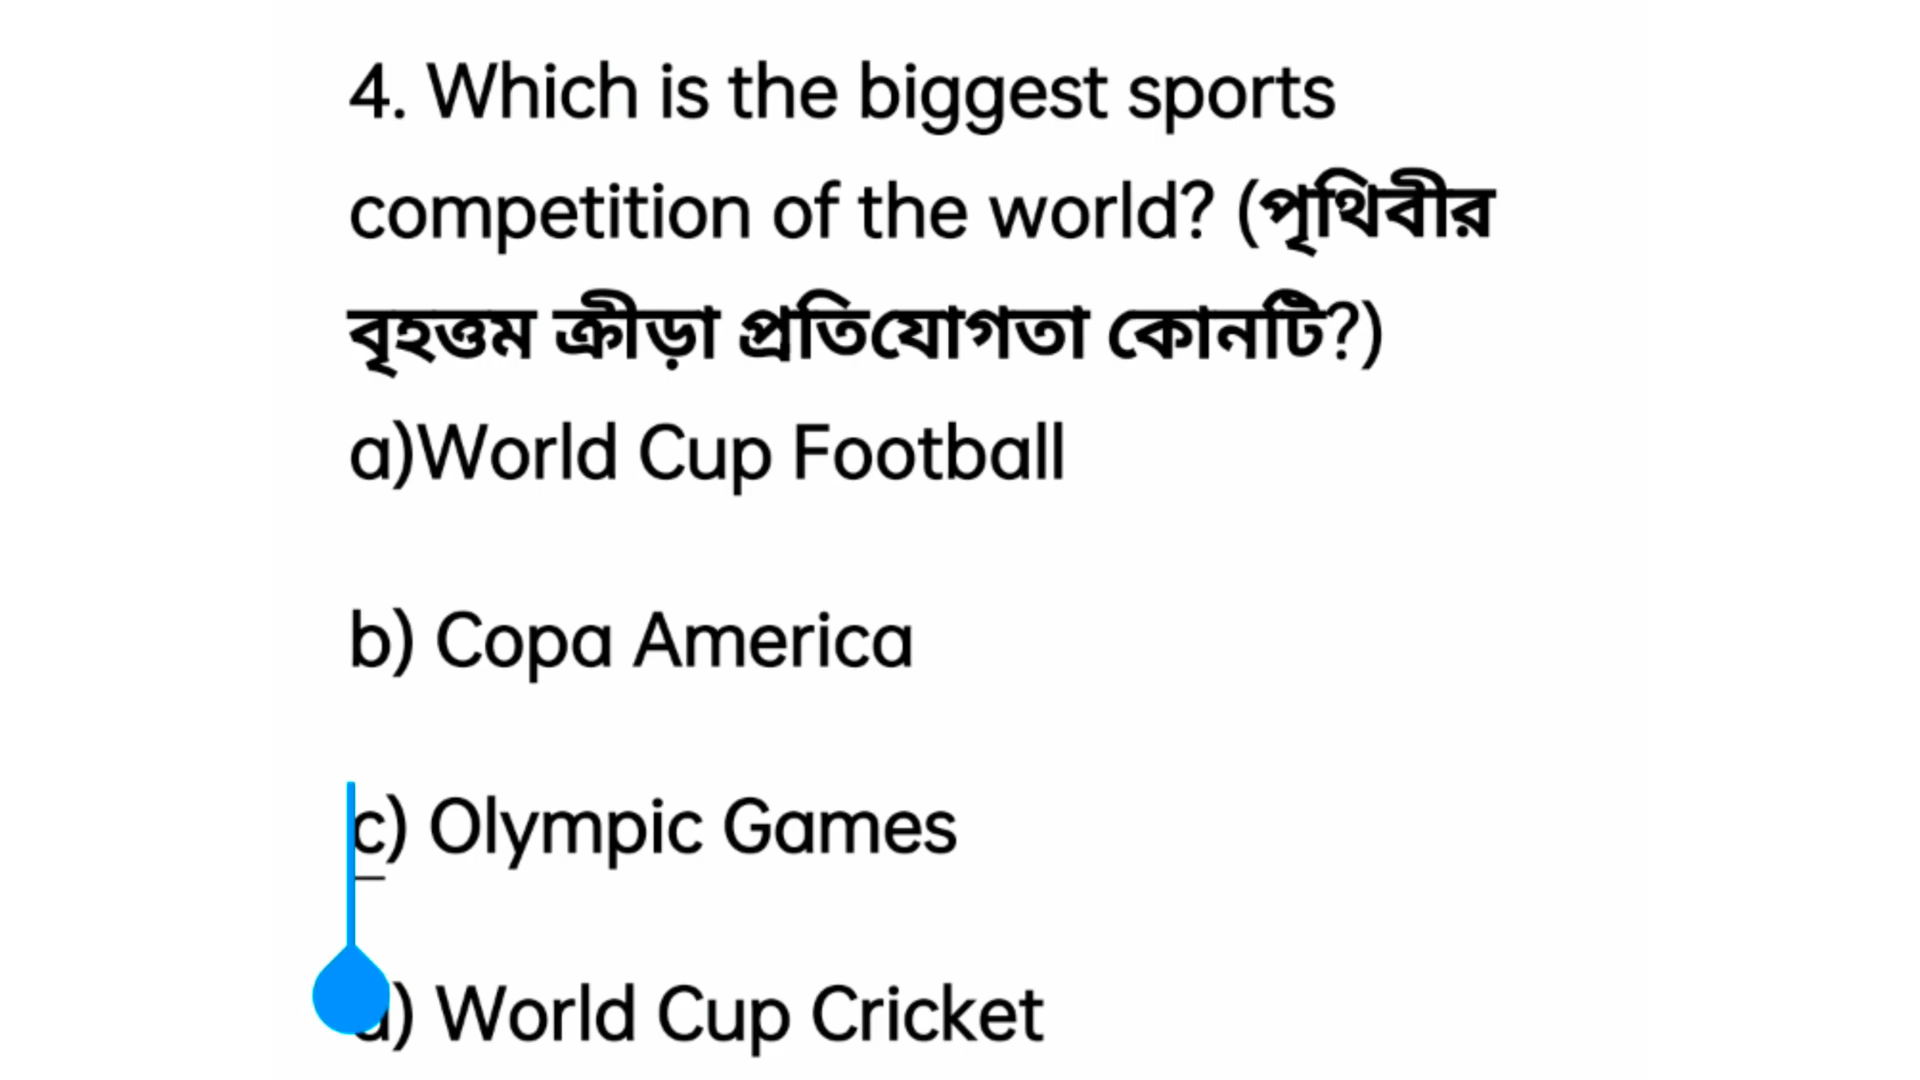 4. Which is the biggest sports
competition of the world? (পৃথিবীর
বৃহত্তম ক্রীড়া প্রতিযোগতা কোনটি?)
a)World Cup Football
b) Copa America
c) Olympic Games
d) World Cup Cricket